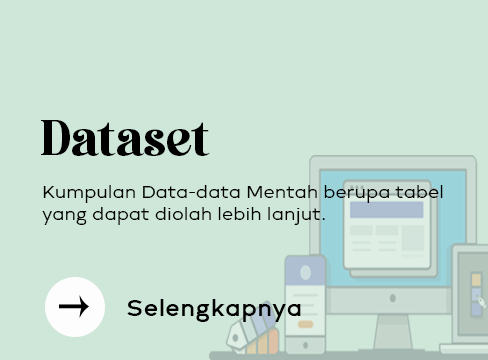 Dataset
Kumpulan Data-data Mentah berupa tabel
yang dapat diolah lebih lanjut.
Selengkapnya